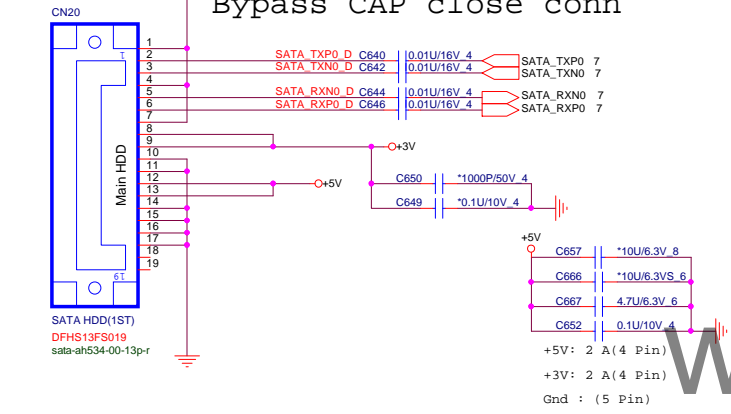 Bypass CAP close conn
CN20
1
1
2
3
4
5
6
7
8
9
10
11
12
13
14
15
16
17
18
19
19
Main HDD
SATA_TXP0_D C640 0.01U/16V_4 SATA_TXP0 7
SATA_TXN0_D C642 0.01U/16V_4 SATA_TXN0 7
SATA_RXN0_D C644 0.01U/16V_4 SATA_RXN0 7
SATA_RXP0_D C646 0.01U/16V_4 SATA_RXP0 7
+3V
+5V
C650 *1000P/50V_4
C649 *0.1U/10V_4
+5V
C657 *10U/6.3V_8
C666 *10U/6.3VS_6
C667 4.7U/6.3V_6
C652 0.1U/10V_4
SATA HDD(1ST)
DFHS13FS019
sata-ah534-00-13p-r
+5V: 2 A(4 Pin)
+3V: 2 A(4 Pin)
Gnd : (5 Pin)
W